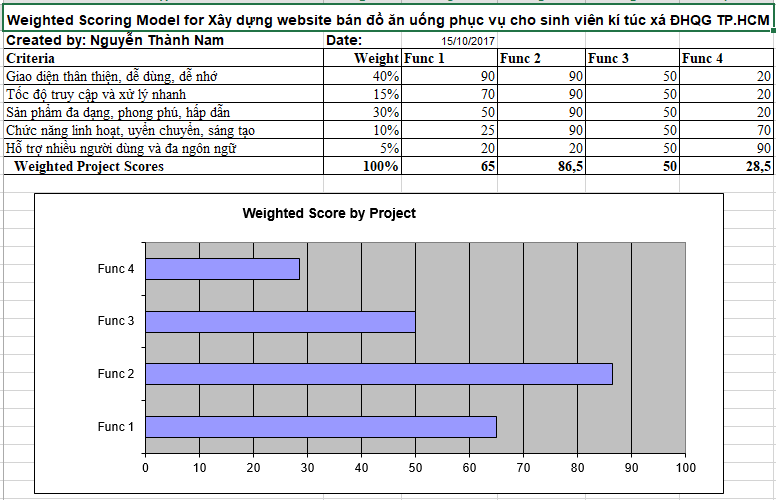 Weighted Scoring Model for Xây dựng website bán đồ ăn uống phục vụ cho sinh viên kí túc xá ĐHQG TP.HCM
Created by: Nguyễn Thành Nam Date: 15/10/2017
Criteria Weight Func 1 Func 2 Func 3 Func 4
Giao diện thân thiện, dễ dùng, dễ nhớ 40% 90 90 50 20
Tốc độ truy cập và xử lý nhanh 15% 70 90 50 20
Sản phẩm đa dạng, phong phú, hấp dẫn 30% 50 90 50 20
Chức năng linh hoạt, uyển chuyển, sáng tạo 10% 25 90 50 70
Hỗ trợ nhiều người dùng và đa ngôn ngữ 5% 20 20 50 90
Weighted Project Scores 100% 65 86,5 50 28,5
Weighted Score by Project
Func 4
Func 3
Func 2
Func 1
0 10 20 30 40 50 60 70 80 90 100